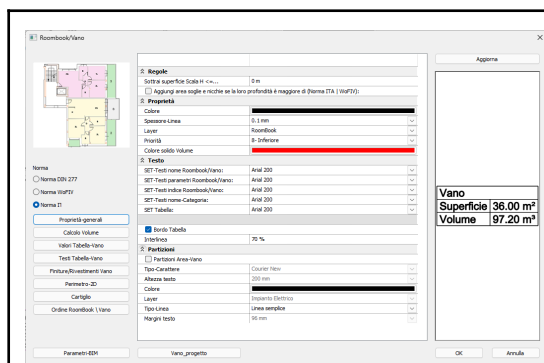 Roombook/Vano
Norma
Norma DIN 277
Norma WoFIV
Norma I1
Proprietà-generali
Calcolo Volume
Valori Tabella-Vano
Testi Tabella-Vano
Finiture/Rivestimenti Vano
Perimetro-2D
Cartiglio
Ordine RoomBook \ Vano
Parametri-BIM
Regole
Sottrai superficie Scala H <=... 0 m
Aggiungi area soglie e nicchie se la loro profondità è maggiore di (Norma ITA | WoFIV):
Proprietà
Colore
Spessore-Linea 0.1 mm
Layer RoomBook
Priorità 8- Inferiore
Colore solido Volume
Testo
SET-Testi nome Roombook/Vano: Arial 200
SET-Testi parametri Roombook/Vano: Arial 200
SET-Testi indice Roombook/Vano: Arial 200
SET-Testi nome-Categoria: Arial 200
SET Tabella: Arial 200
Bordo Tabella
Interlinea 70 %
Partizioni
Partizioni Area-Vano
Tipo-Carattere Courier New
Altezza testo 200 mm
Colore
Layer Impianto Elettrico
Tipo-Linea Linea semplice
Margini testo 96 mm
Vano_progetto
Aggiorna
Vano
Superficie 36.00 m²
Volume 97.20 m³
OK Annulla